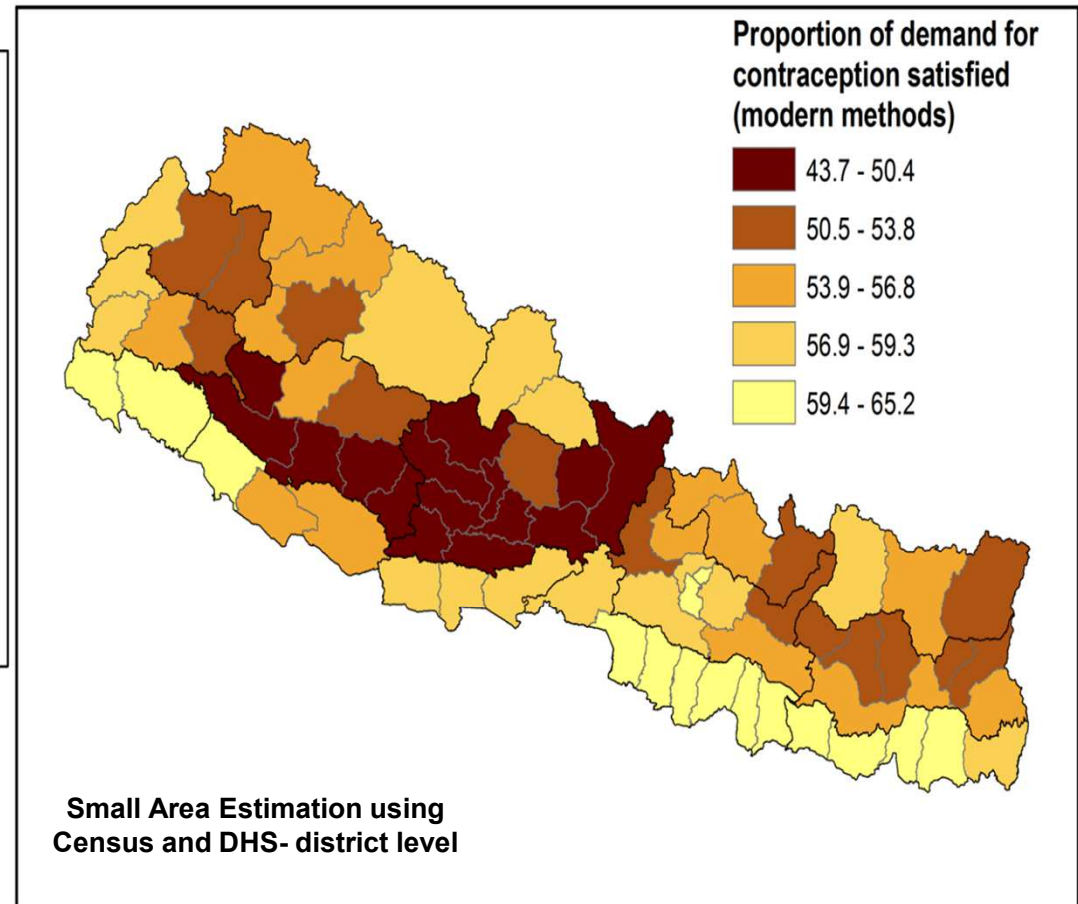 Proportion of demand for
contraception satisfied
(modern methods)
43.7 - 50.4
50.5 - 53.8
53.9 - 56.8
56.9 - 59.3
59.4 - 65.2
Small Area Estimation using
Census and DHS- district level